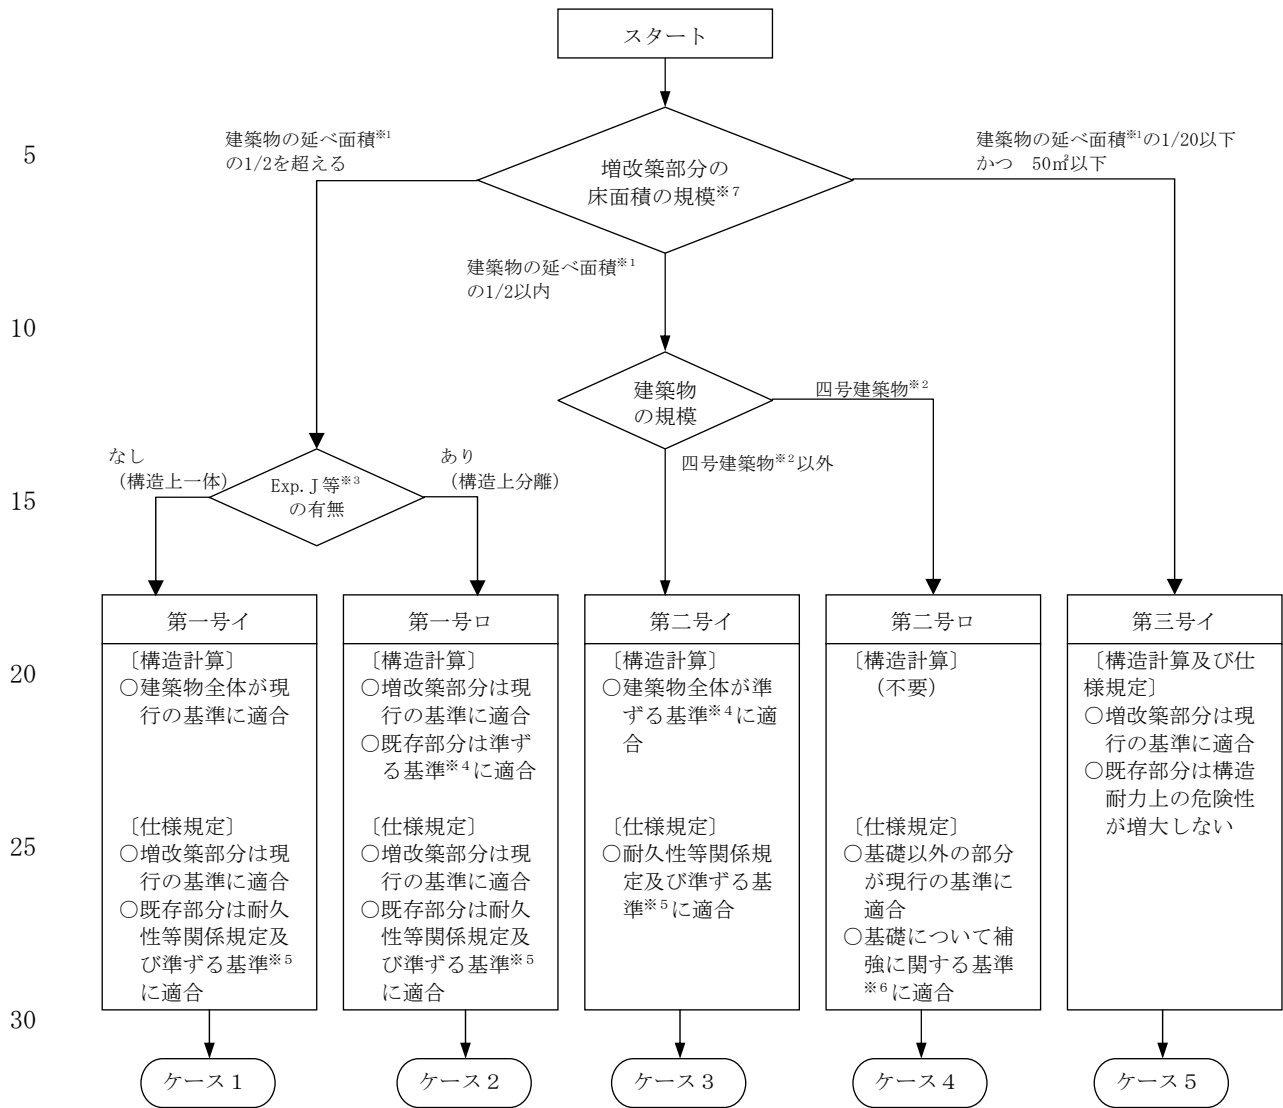 スタート
5
建築物の延べ面積※1
の1/2を超える
増改築部分の
床面積の規模※7
建築物の延べ面積※1の1/20以下
かつ　50㎡以下
建築物の延べ面積※1
の1/2以内
10
建築物
の規模
四号建築物※2
四号建築物※2以外
なし
（構造上一体）
Exp.J等※3
の有無
あり
（構造上分離）
15
第一号イ
〔構造計算〕
○建築物全体が現
行の基準に適合
〔仕様規定〕
○増改築部分は現
行の基準に適合
○既存部分は耐久
性等関係規定及
び準ずる基準※5
に適合
ケース１
第一号ロ
〔構造計算〕
○増改築部分は現
行の基準に適合
○既存部分は準ず
る基準※4に適合
〔仕様規定〕
○増改築部分は現
行の基準に適合
○既存部分は耐久
性等関係規定及
び準ずる基準※5
に適合
ケース２
第二号イ
〔構造計算〕
○建築物全体が準
ずる基準※4に適
合
〔仕様規定〕
○耐久性等関係規
定及び準ずる基
準※5に適合
ケース３
第二号ロ
〔構造計算〕
（不要）
〔仕様規定〕
○基礎以外の部分
が現行の基準に
適合
○基礎について補
強に関する基準
※6に適合
ケース４
第三号イ
〔構造計算及び仕
様規定〕
○増改築部分は現
行の基準に適合
○既存部分は構造
耐力上の危険性
が増大しない
ケース５
20
25
30